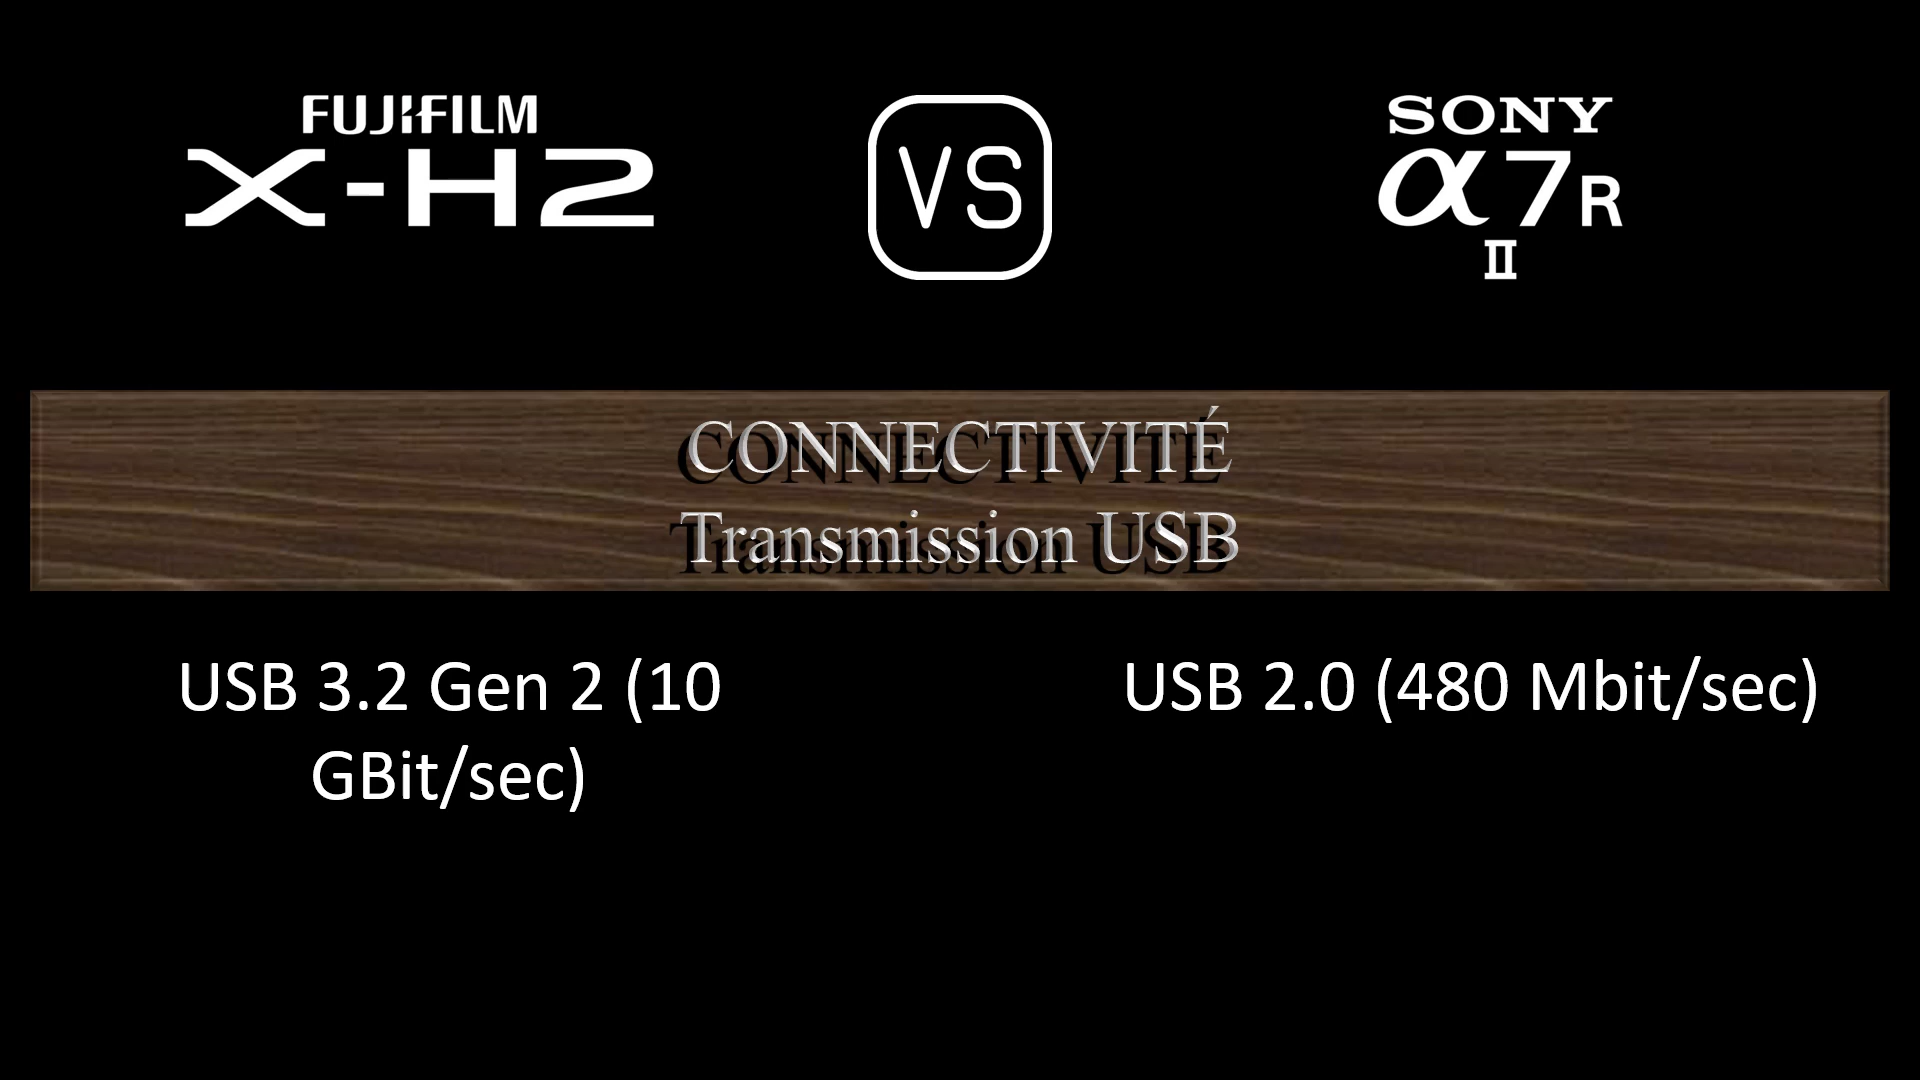 FUJIFILM
X-H2
VS
SONY
α7R
II
CONNECTIVITÉ
Transmission USB
USB 3.2 Gen 2 (10
GBit/sec)
USB 2.0 (480 Mbit/sec)